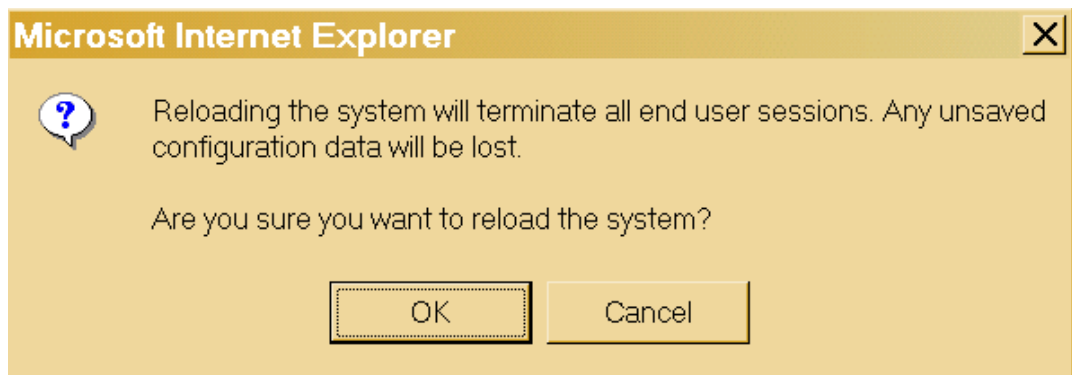 Microsoft Internet Explorer
Reloading the system will terminate all end user sessions. Any unsaved
configuration data will be lost.
Are you sure you want to reload the system?
OK
Cancel